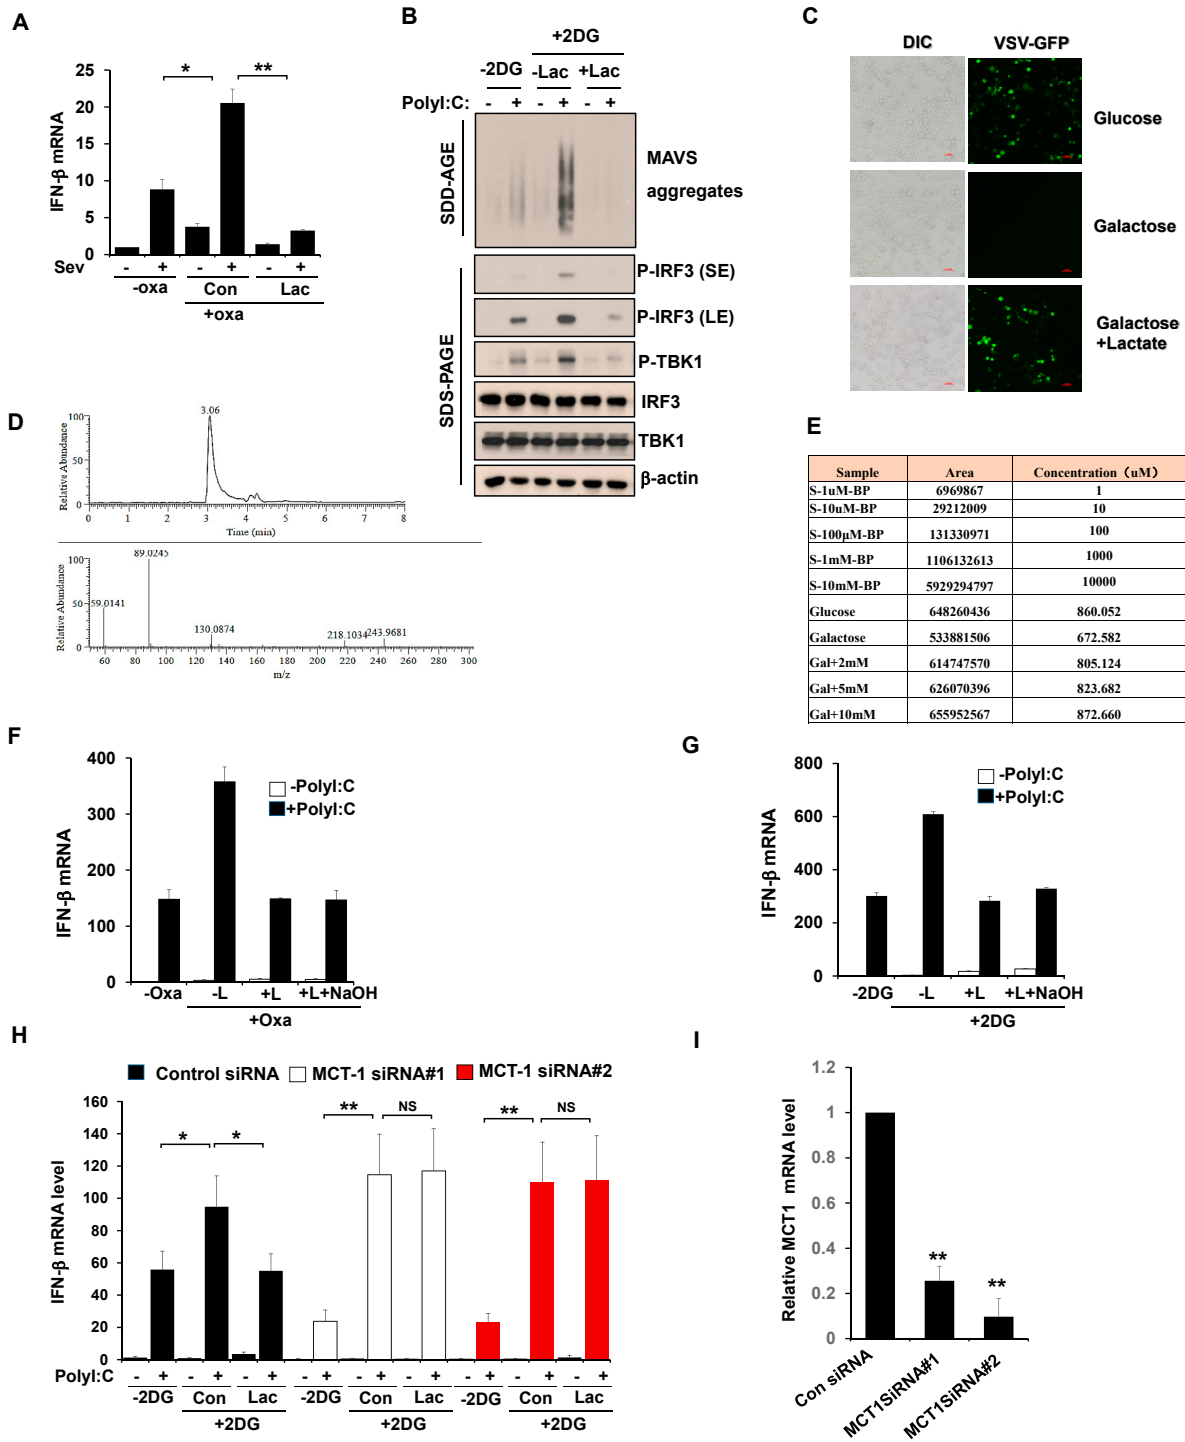 A
IFN-β mRNA
25
20
15
10
5
0
*
**
Sev
- + - + - +
-oxa
Con
Lac
+oxa
B
+2DG
-2DG -Lac +Lac
PolyI:C: - + - + - +
SDD-AGE
MAVS
aggregates
SDS-PAGE
P-IRF3 (SE)
P-IRF3 (LE)
P-TBK1
IRF3
TBK1
β-actin
C
DIC VSV-GFP
Glucose
Galactose
Galactose
+Lactate
D
3.06
Relative Abundance
100
50
0
0 1 2 3 4 5 6 7 8
Time (min)
89.0245
59.0141
130.0874
218.1034
243.9681
Relative Abundance
100
50
0
60 80 100 120 140 160 180 200 220 240 260 280 300
m/z
E
Sample Area Concentration（uM）
S-1uM-BP 6969867 1
S-10uM-BP 29212009 10
S-100μM-BP 131330971 100
S-1mM-BP 1106132613 1000
S-10mM-BP 5929294797 10000
Glucose 648260436 860.052
Galactose 533881506 672.582
Gal+2mM 614747570 805.124
Gal+5mM 626070396 823.682
Gal+10mM 655952567 872.660
F
IFN-β mRNA
400
300
200
100
0
-PolyI:C
+PolyI:C
-Oxa -L +L +L+NaOH
+Oxa
G
IFN-β mRNA
800
600
400
200
0
-PolyI:C
+PolyI:C
-2DG -L +L +L+NaOH
+2DG
H
Control siRNA MCT-1 siRNA#1 MCT-1 siRNA#2
IFN-β mRNA level
160
140
120
100
80
60
40
20
0
* * ** NS ** NS
PolyI:C - + - + - + - + - + - + - + - + - +
-2DG Con Lac -2DG Con Lac -2DG Con Lac
+2DG +2DG +2DG
I
Relative MCT1 mRNA level
1.2
1
0.8
0.6
0.4
0.2
0
**
**
Con siRNA
MCT1SiRNA#1
MCT1SiRNA#2